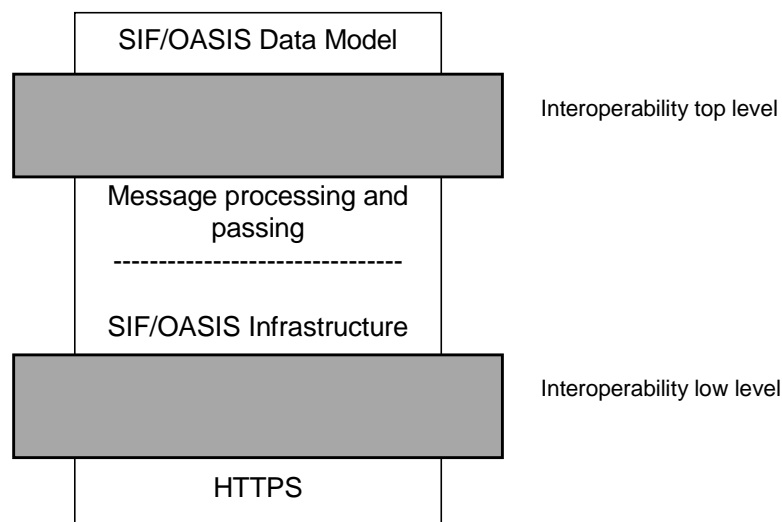 SIF/OASIS Data Model
Interoperability top level
Message processing and
passing
--------------------------------
SIF/OASIS Infrastructure
Interoperability low level
HTTPS